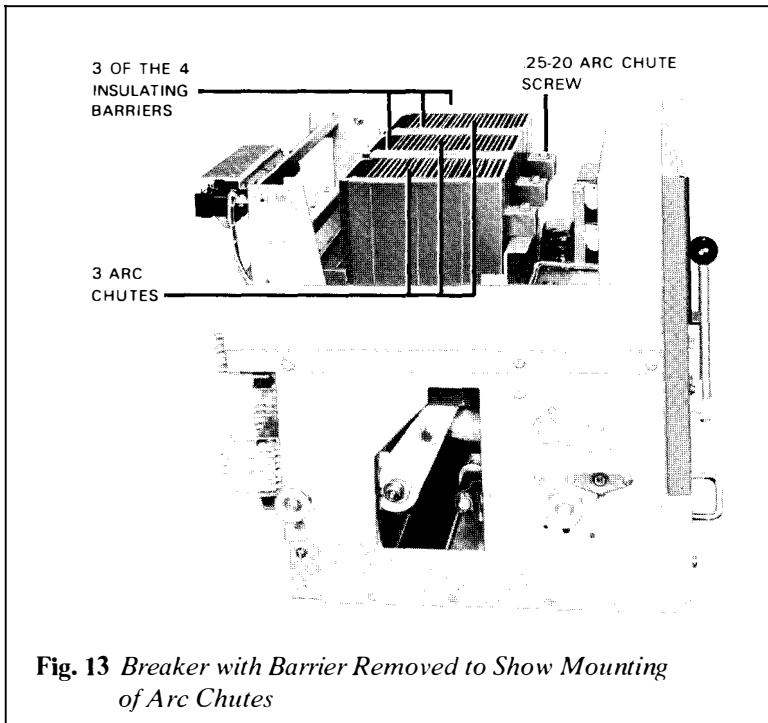 3 OF THE 4
INSULATING
BARRIERS
.25-20 ARC CHUTE
SCREW
3 ARC
CHUTES
Fig. 13 Breaker with Barrier Removed to Show Mounting
of Arc Chutes